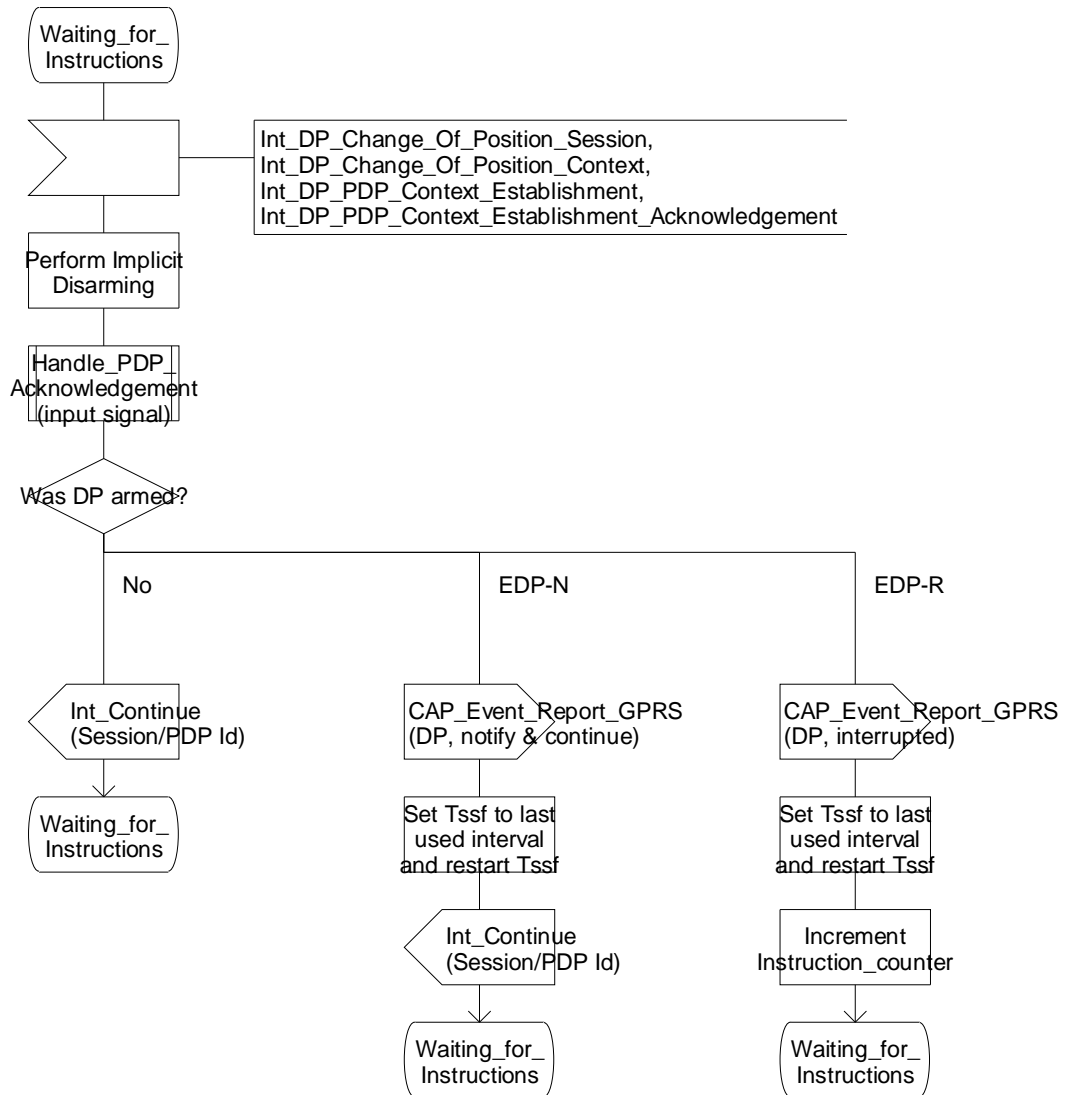 Waiting_for_
Instructions
Int_DP_Change_Of_Position_Session,
Int_DP_Change_Of_Position_Context,
Int_DP_PDP_Context_Establishment,
Int_DP_PDP_Context_Establishment_Acknowledgement
Perform Implicit
Disarming
Handle_PDP_
Acknowledgement
(input signal)
Was DP armed?
No
EDP-N
EDP-R
Int_Continue
(Session/PDP Id)
CAP_Event_Report_GPRS
(DP, notify & continue)
CAP_Event_Report_GPRS
(DP, interrupted)
Waiting_for_
Instructions
Set Tssf to last
used interval
and restart Tssf
Set Tssf to last
used interval
and restart Tssf
Int_Continue
(Session/PDP Id)
Increment
Instruction_counter
Waiting_for_
Instructions
Waiting_for_
Instructions